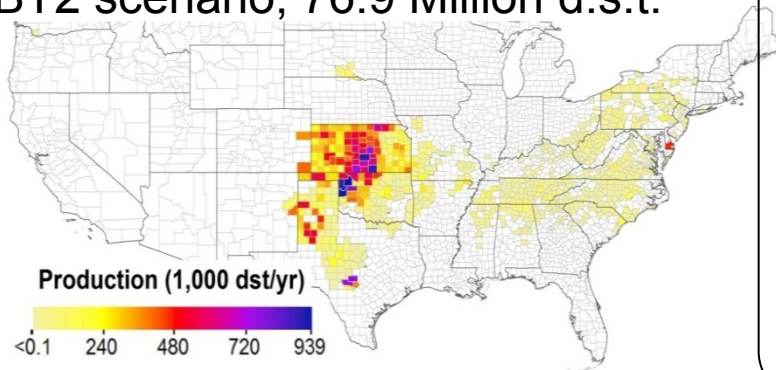 BT2 scenario, 76.9 Million d.s.t.
Production (1,000 dst/yr)
<0.1 240 480 720 939